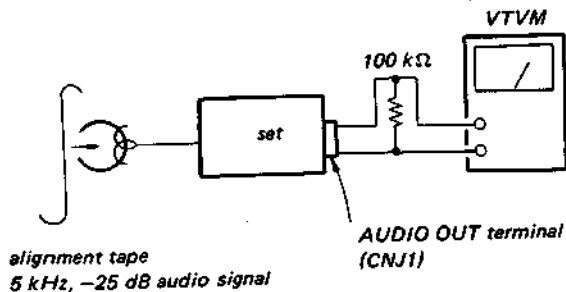 VTVM
100 kΩ
set
AUDIO OUT terminal
(CNJ1)
alignment tape
5 kHz, −25 dB audio signal